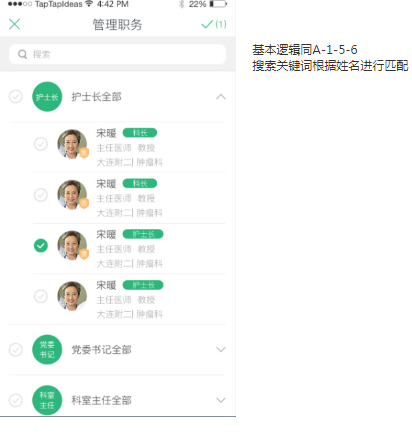 TapTapIdeas 4:42 PM 22%
管理职务 (1)
搜索
护士长 护士长全部
宋暖 科长
主任医师 教授
大连附二| 肿瘤科
宋暖 科长
主任医师 教授
大连附二| 肿瘤科
宋暖 护士长
主任医师 教授
大连附二| 肿瘤科
宋暖 护士长
主任医师 教授
大连附二| 肿瘤科
党委
书记 党委书记全部
科室
主任 科室主任全部
基本逻辑同A-1-5-6
搜索关键词根据姓名进行匹配